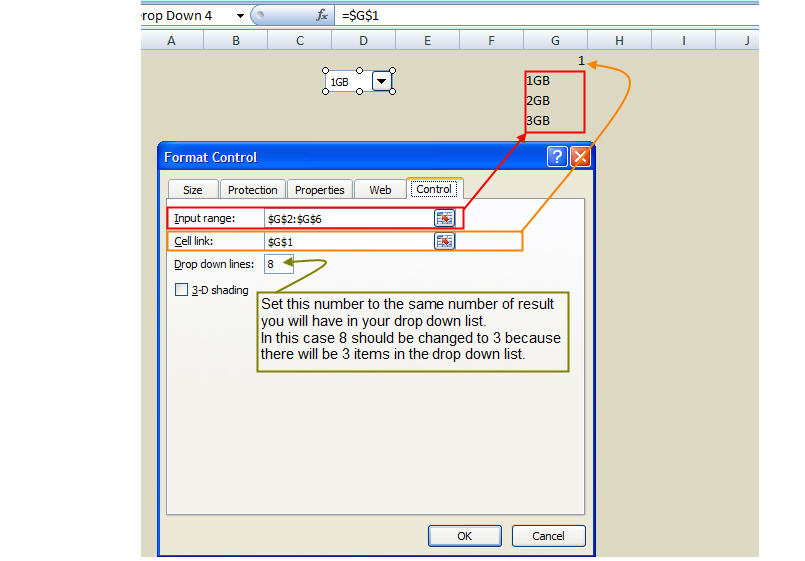 rop Down 4 fx =$G$1
A B C D E F G H I J
1
1GB 1GB
2GB
3GB
Format Control ?
Size Protection Properties Web Control
Input range: $G$2:$G$6
Cell link: $G$1
Drop down lines: 8
3-D shading
Set this number to the same number of result
you will have in your drop down list.
In this case 8 should be changed to 3 because
there will be 3 items in the drop down list.
OK Cancel